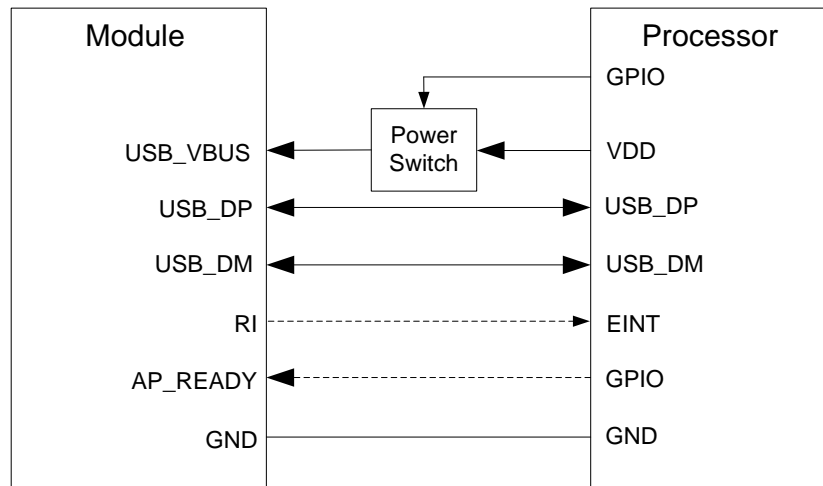 Module
Processor
GPIO
Power
Switch
USB_VBUS
VDD
USB_DP
USB_DP
USB_DM
USB_DM
RI
EINT
AP_READY
GPIO
GND
GND